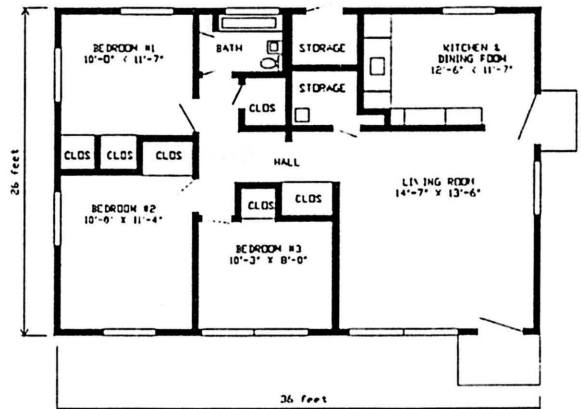 BEDROOM #1
10'-0" X 11'-7"
BATH
STORAGE
KITCHEN &
DINING ROOM
12'-6" X 11'-7"
STORAGE
CLOS
CLOS
CLOS
CLOS
HALL
LIVING ROOM
14'-7" X 13'-6"
BEDROOM #2
10'-0" X 11'-4"
CLOS
CLOS
BEDROOM #3
10'-3" X 8'-0"
26 feet
36 feet